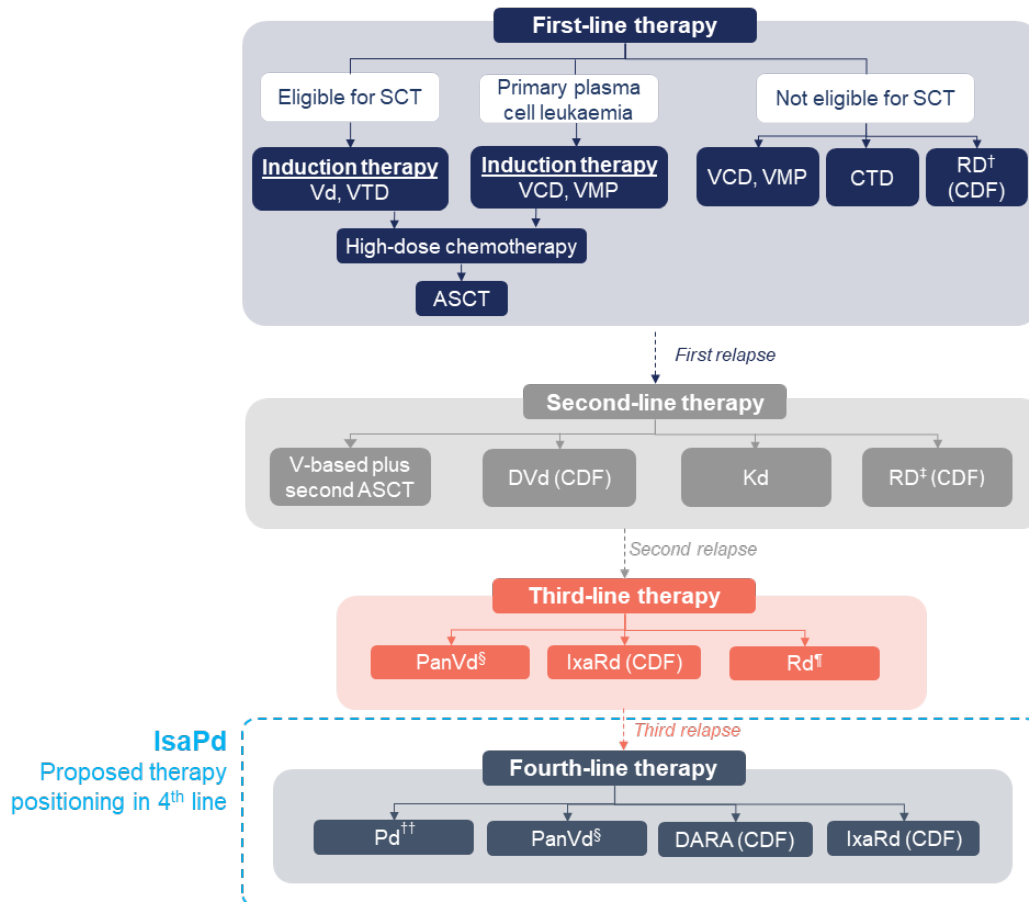 First-line therapy
Eligible for SCT
Primary plasma
cell leukaemia
Not eligible for SCT
Induction therapy
Vd, VTD
Induction therapy
VCD, VMP
VCD, VMP
CTD
RD†
(CDF)
High-dose chemotherapy
ASCT
First relapse
Second-line therapy
V-based plus
second ASCT
DVd (CDF)
Kd
RD‡ (CDF)
Second relapse
Third-line therapy
PanVd§
IxaRd (CDF)
Rd¶
Third relapse
IsaPd
Proposed therapy
positioning in 4th line
Fourth-line therapy
Pd††
PanVd§
DARA (CDF)
IxaRd (CDF)